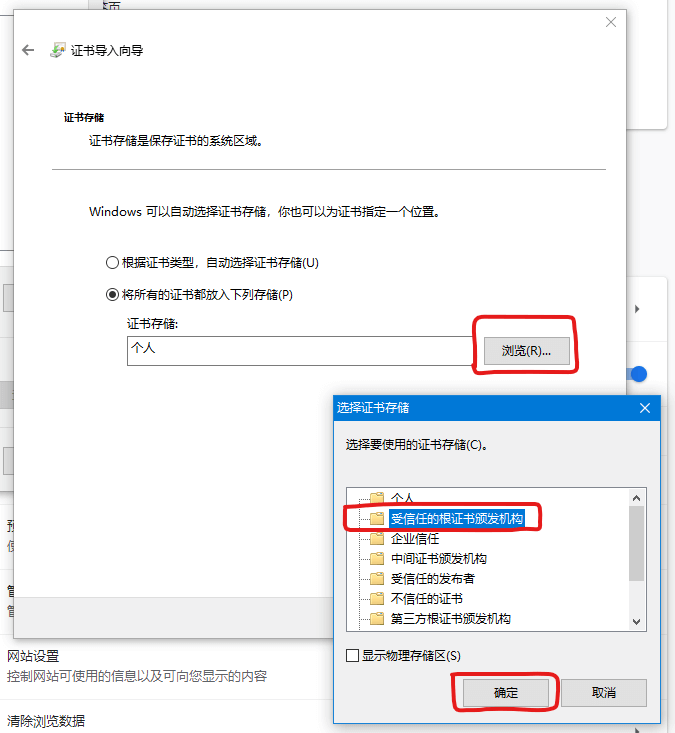 证书导入向导
证书存储
证书存储是保存证书的系统区域。
Windows 可以自动选择证书存储，你也可以为证书指定一个位置。
根据证书类型，自动选择证书存储(U)
将所有的证书都放入下列存储(P)
证书存储:
个人
浏览(R)...
选择证书存储
选择要使用的证书存储(C)。
个人
受信任的根证书颁发机构
企业信任
中间证书颁发机构
受信任的发布者
不信任的证书
第三方根证书颁发机构
显示物理存储区(S)
确定
取消
网站设置
控制网站可使用的信息以及可向您显示的内容
清除浏览数据